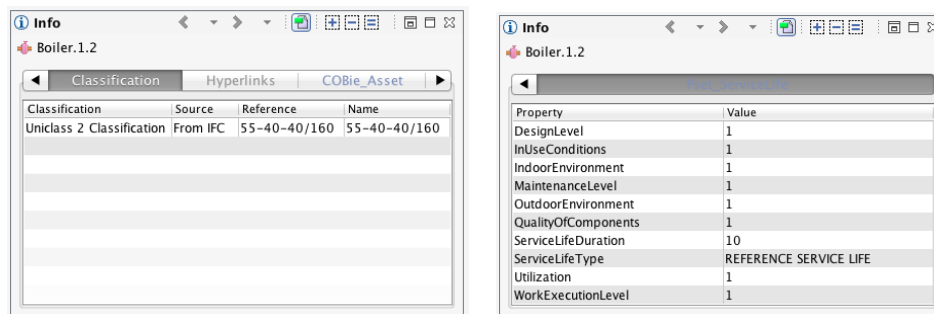 Info
Boiler.1.2
Classification Hyperlinks COBie_Asset
Classification Source Reference Name
Uniclass 2 Classification From IFC 55-40-40/160 55-40-40/160
Info
Boiler.1.2
Pset_ServiceLife
Property Value
DesignLevel 1
InUseConditions 1
IndoorEnvironment 1
MaintenanceLevel 1
OutdoorEnvironment 1
QualityOfComponents 1
ServiceLifeDuration 10
ServiceLifeType REFERENCE SERVICE LIFE
Utilization 1
WorkExecutionLevel 1